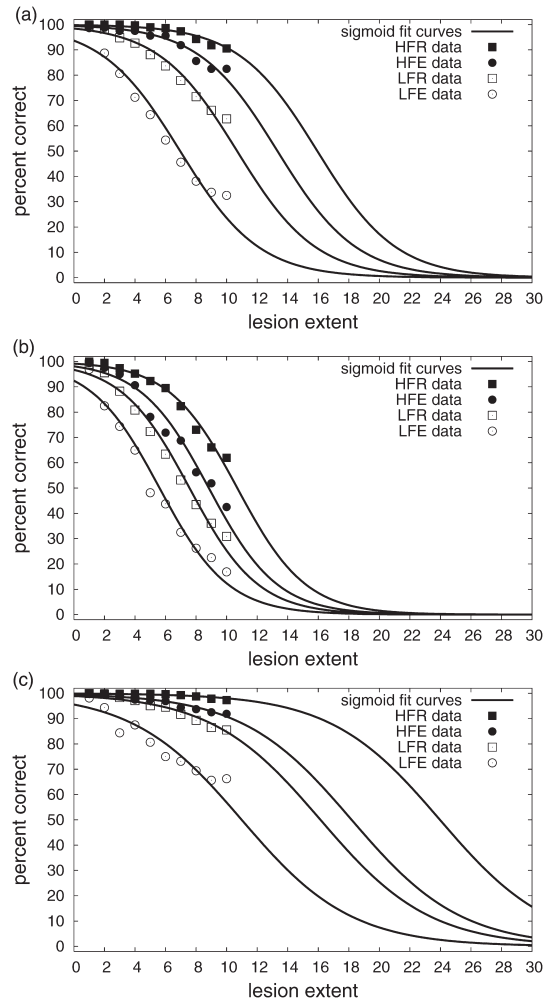 (a)
100
90
80
70
60
50
40
30
20
10
0
percent correct
sigmoid fit curves
HFR data
HFE data
LFR data
LFE data
0 2 4 6 8 10 12 14 16 18 20 22 24 26 28 30
lesion extent
(b)
100
90
80
70
60
50
40
30
20
10
0
percent correct
sigmoid fit curves
HFR data
HFE data
LFR data
LFE data
0 2 4 6 8 10 12 14 16 18 20 22 24 26 28 30
lesion extent
(c)
100
90
80
70
60
50
40
30
20
10
0
percent correct
sigmoid fit curves
HFR data
HFE data
LFR data
LFE data
0 2 4 6 8 10 12 14 16 18 20 22 24 26 28 30
lesion extent